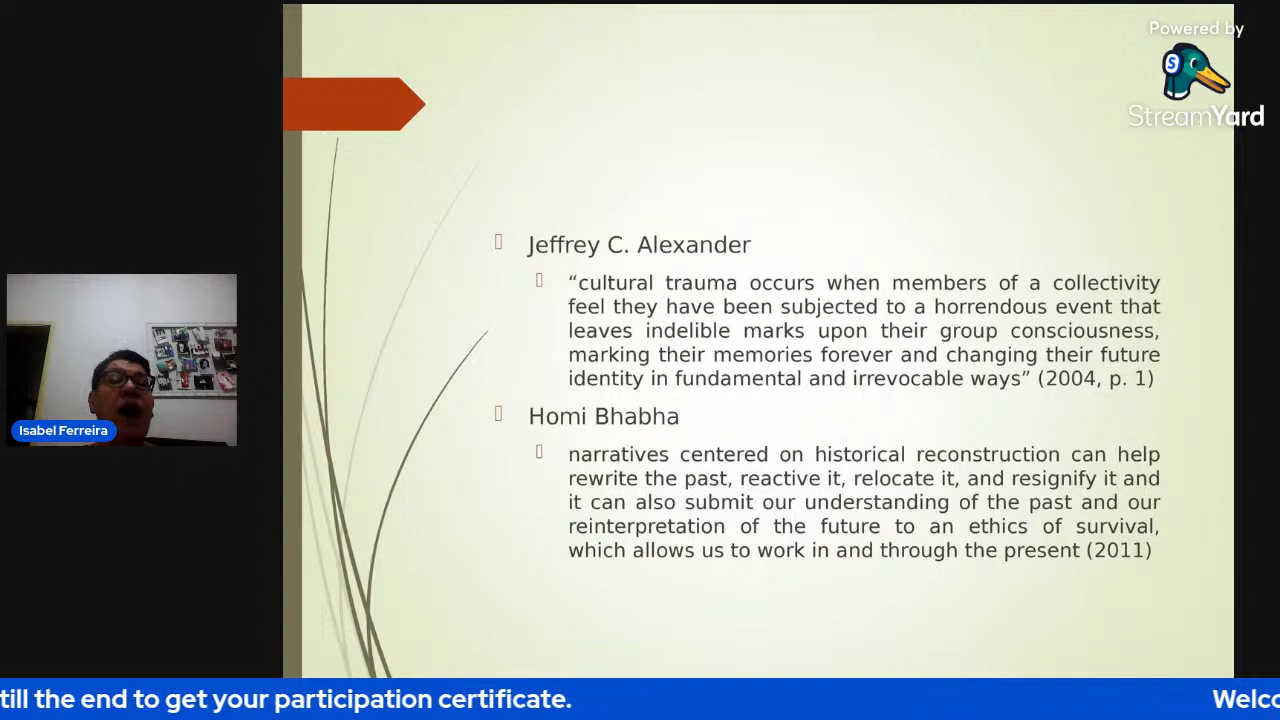 Powered by
StreamYard
Jeffrey C. Alexander
“cultural trauma occurs when members of a collectivity
feel they have been subjected to a horrendous event that
leaves indelible marks upon their group consciousness,
marking their memories forever and changing their future
identity in fundamental and irrevocable ways” (2004, p. 1)
Homi Bhabha
narratives centered on historical reconstruction can help
rewrite the past, reactive it, relocate it, and resignify it and
it can also submit our understanding of the past and our
reinterpretation of the future to an ethics of survival,
which allows us to work in and through the present (2011)
Isabel Ferreira
till the end to get your participation certificate.
Welco